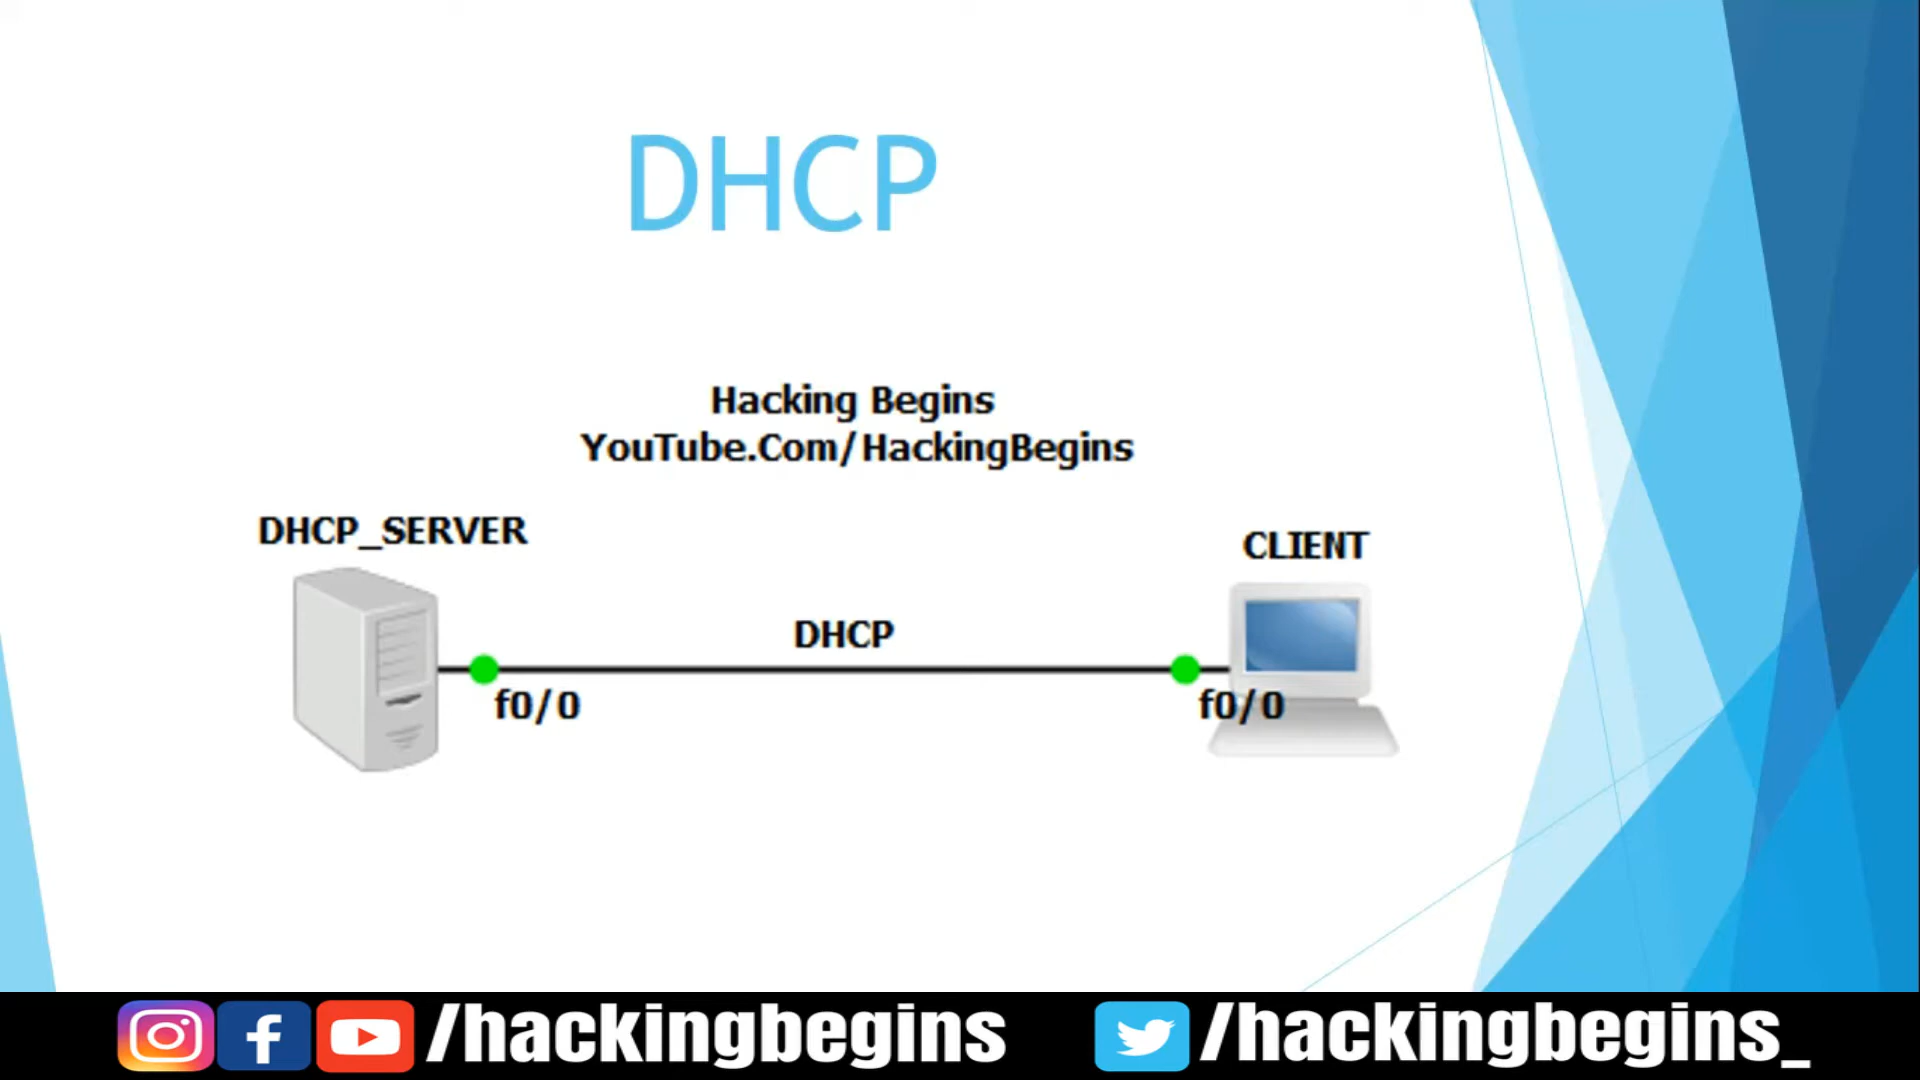 DHCP
Hacking Begins
YouTube.Com/HackingBegins
DHCP_SERVER
CLIENT
DHCP
f0/0
f0/0
/hackingbegins
/hackingbegins_